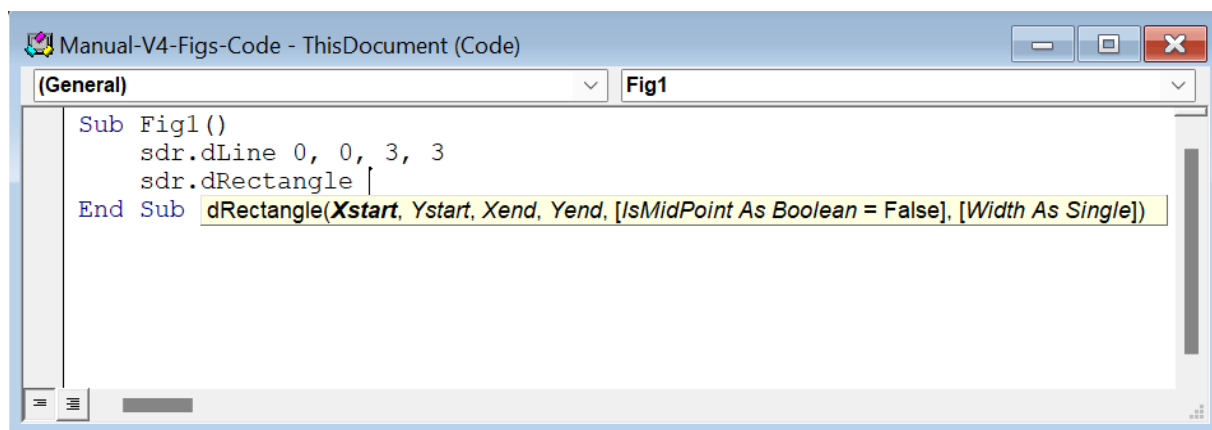 Manual-V4-Figs-Code - ThisDocument (Code)
(General) Fig1
Sub Fig1()
sdr.dLine 0, 0, 3, 3
sdr.dRectangle
End Sub dRectangle(Xstart, Ystart, Xend, Yend, [IsMidPoint As Boolean = False], [Width As Single])